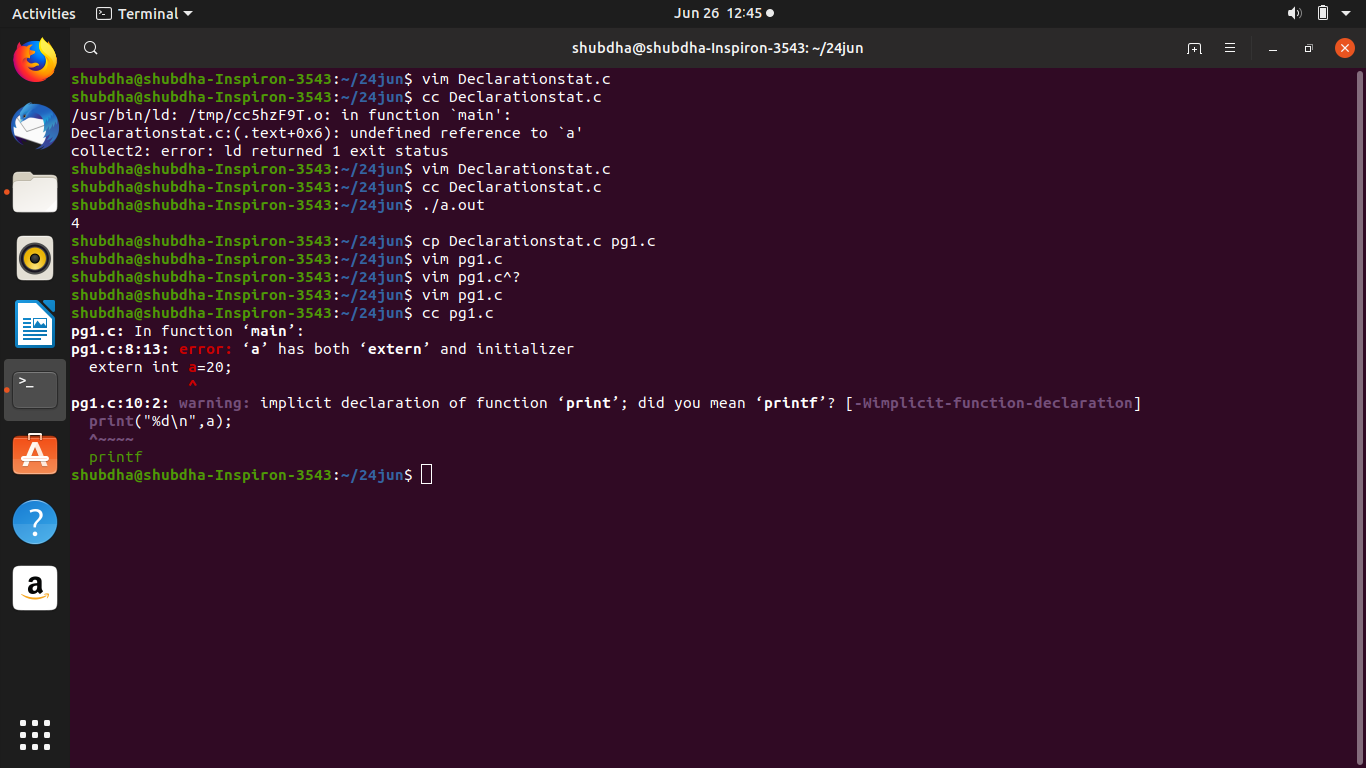 Activities
Terminal
Jun 26 12:45
shubdha@shubdha-Inspiron-3543: ~/24jun
shubdha@shubdha-Inspiron-3543:~/24jun$ vim Declarationstat.c
shubdha@shubdha-Inspiron-3543:~/24jun$ cc Declarationstat.c
/usr/bin/ld: /tmp/cc5hzF9T.o: in function `main':
Declarationstat.c:(.text+0x6): undefined reference to `a'
collect2: error: ld returned 1 exit status
shubdha@shubdha-Inspiron-3543:~/24jun$ vim Declarationstat.c
shubdha@shubdha-Inspiron-3543:~/24jun$ cc Declarationstat.c
shubdha@shubdha-Inspiron-3543:~/24jun$ ./a.out
4
shubdha@shubdha-Inspiron-3543:~/24jun$ cp Declarationstat.c pg1.c
shubdha@shubdha-Inspiron-3543:~/24jun$ vim pg1.c
shubdha@shubdha-Inspiron-3543:~/24jun$ vim pg1.c^?
shubdha@shubdha-Inspiron-3543:~/24jun$ vim pg1.c
shubdha@shubdha-Inspiron-3543:~/24jun$ cc pg1.c
pg1.c: In function ‘main’:
pg1.c:8:13: error: ‘a’ has both ‘extern’ and initializer
  extern int a=20;
             ^
pg1.c:10:2: warning: implicit declaration of function ‘print’; did you mean ‘printf’? [-Wimplicit-function-declaration]
  print("%d\n",a);
  ^~~~~
  printf
shubdha@shubdha-Inspiron-3543:~/24jun$